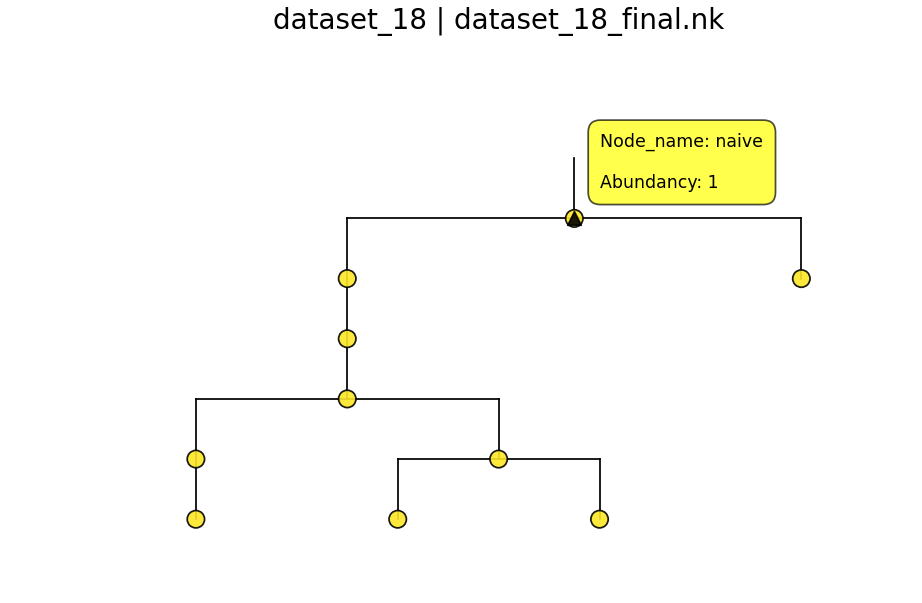 dataset_18 | dataset_18_final.nk
Node_name: naive
Abundancy: 1